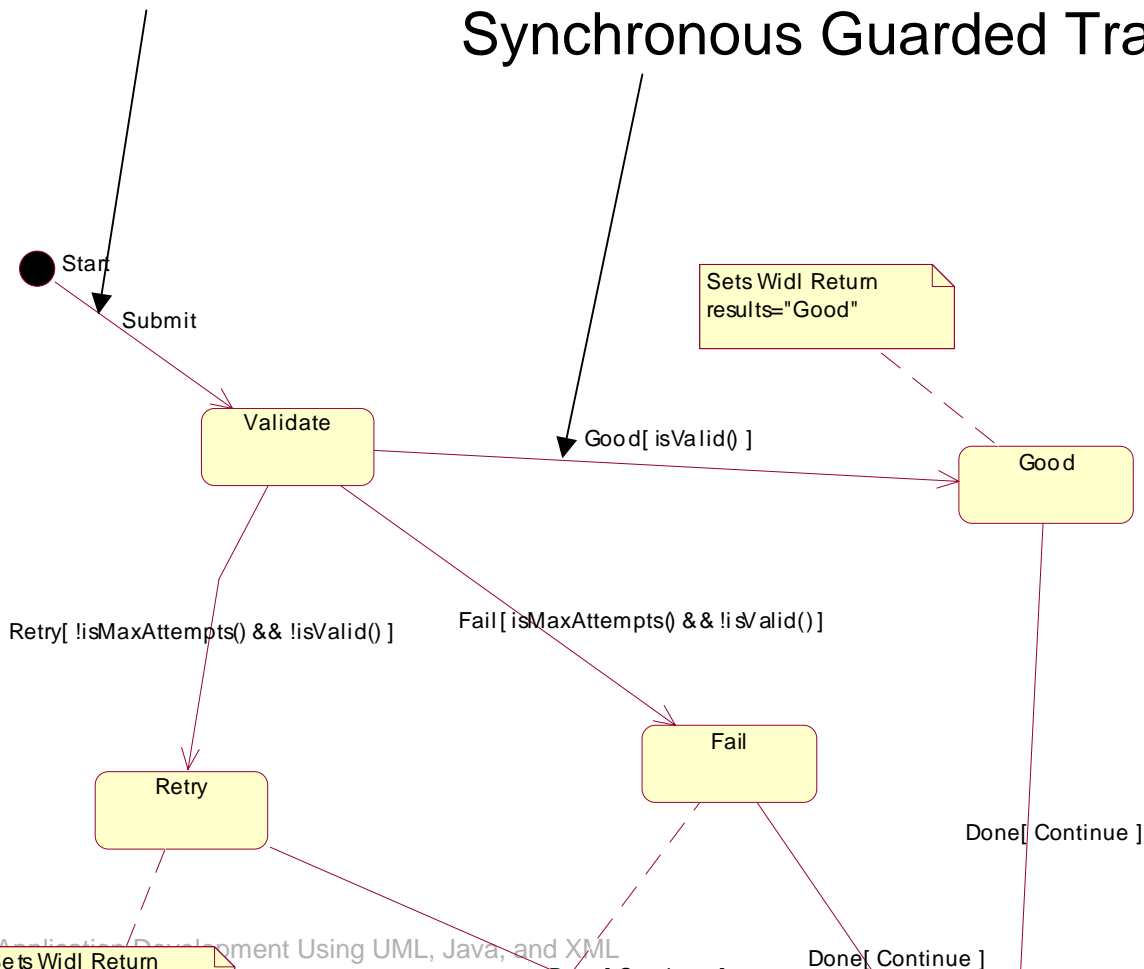 Synchronous Guarded Tra
Start
Submit
Sets Widl Return
results="Good"
Validate
Good[ isValid() ]
Good
Retry[ !isMaxAttempts() && !isValid() ]
Fail[ isMaxAttempts() && !isValid() ]
Fail
Retry
Done[ Continue ]
Application Development Using UML, Java, and XML
Sets Widl Return
Done[ Continue ]